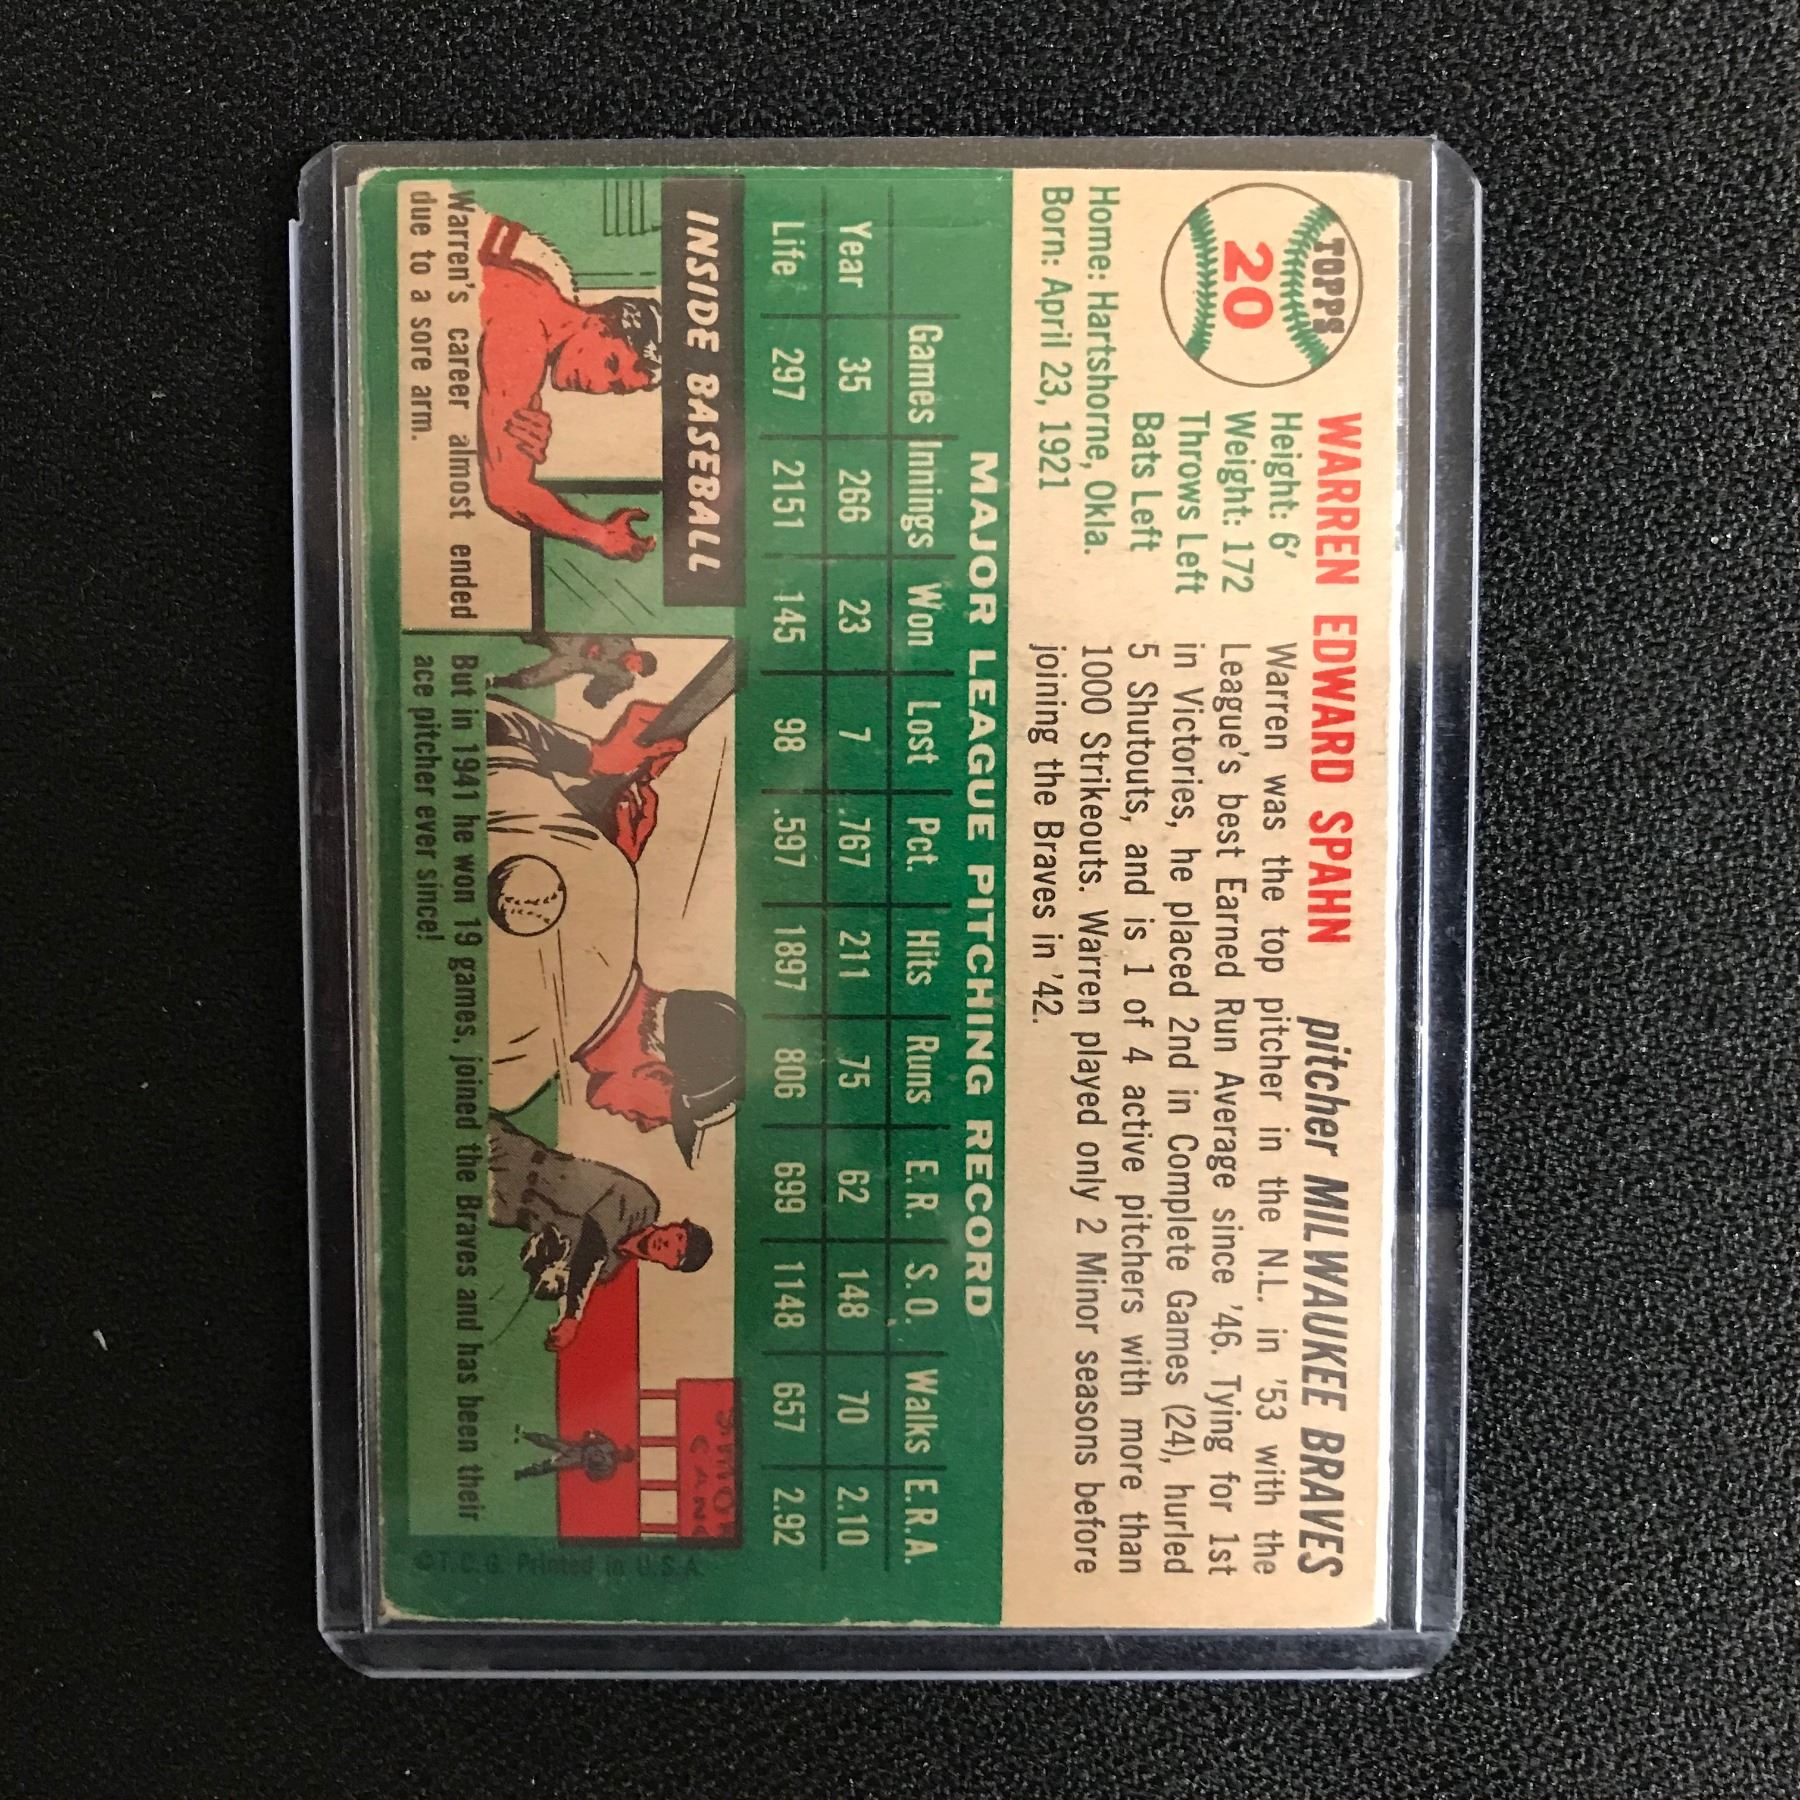 TOPPS
20
WARREN EDWARD SPAHN pitcher MILWAUKEE BRAVES
Height: 6'
Weight: 172
Throws Left
Bats Left
Home: Hartshorne, Okla.
Born: April 23, 1921
Warren was the top pitcher in the N.L. in '53 with the
League's best Earned Run Average since '46. Tying for 1st
in Victories, he placed 2nd in Complete Games (24), hurled
5 Shutouts, and is 1 of 4 active pitchers with more than
1000 Strikeouts. Warren played only 2 Minor seasons before
joining the Braves in '42.
MAJOR LEAGUE PITCHING RECORD
Games Innings Won Lost Pct. Hits Runs E.R. S.O. Walks E.R.A.
Year 35 266 23 7 .767 211 75 62 148 70 2.10
Life 297 2151 145 98 .597 1897 806 699 1148 657 2.92
INSIDE BASEBALL
Warren's career almost ended
due to a sore arm.
But in 1941 he won 19 games, joined the Braves and has been their
ace pitcher ever since!
©T.C.G. Printed in U.S.A.